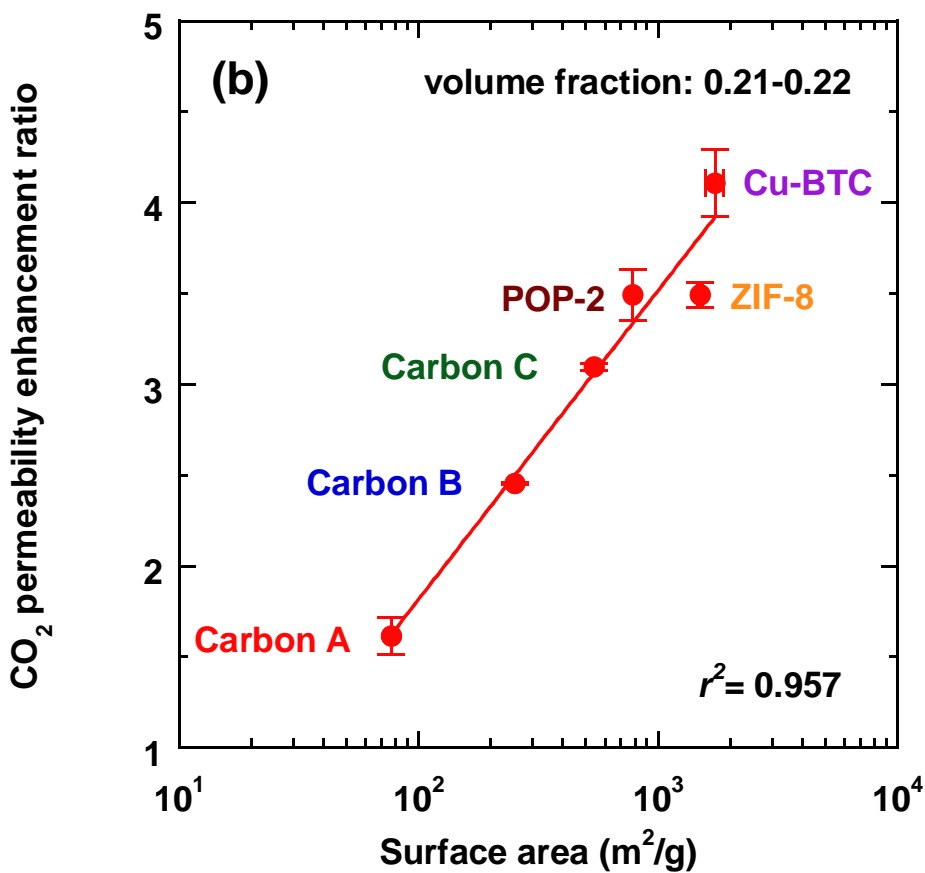 (b)
volume fraction: 0.21-0.22
5
4
3
2
1
CO₂ permeability enhancement ratio
Cu-BTC
POP-2
ZIF-8
Carbon C
Carbon B
Carbon A
r²= 0.957
10¹
10²
10³
10⁴
Surface area (m²/g)